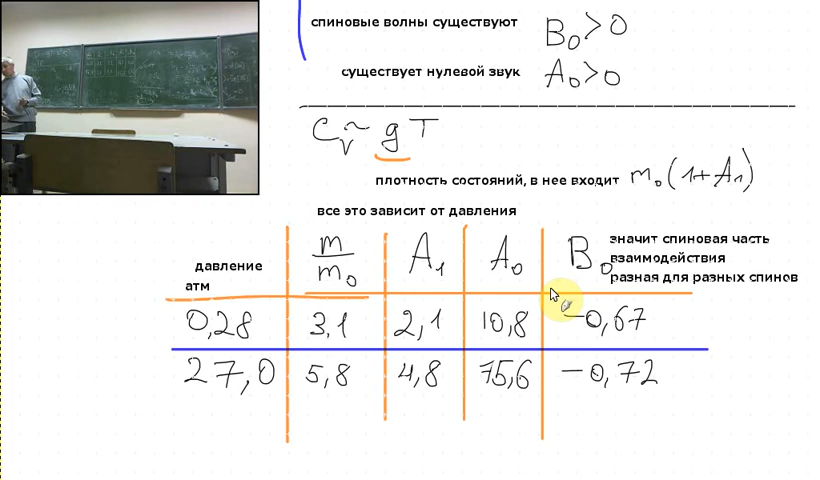 спиновые волны существуют B₀>0
существует нулевой звук A₀>0
C_V ~ g T
плотность состояний, в нее входит m₀(1+A₁)
все это зависит от давления
давление атм | m/m₀ | A₁ | A₀ | B₀ значит спиновая часть
взаимодействия
разная для разных спинов
0,28 | 3,1 | 2,1 | 10,8 | −0,67
27,0 | 5,8 | 4,8 | 75,6 | −0,72